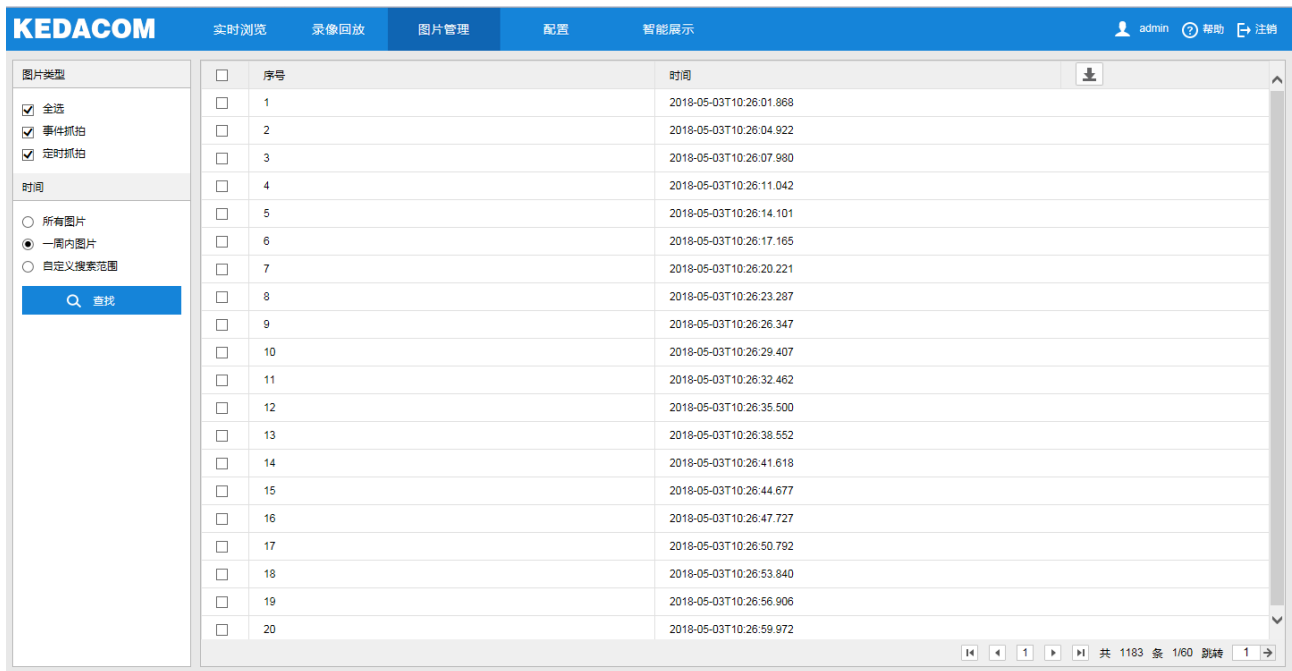 KEDACOM 实时浏览 录像回放 图片管理 配置 智能展示 admin 帮助 注销
图片类型
全选
事件抓拍
定时抓拍
时间
所有图片
一周内图片
自定义搜索范围
查找
序号 时间
1 2018-05-03T10:26:01.868
2 2018-05-03T10:26:04.922
3 2018-05-03T10:26:07.980
4 2018-05-03T10:26:11.042
5 2018-05-03T10:26:14.101
6 2018-05-03T10:26:17.165
7 2018-05-03T10:26:20.221
8 2018-05-03T10:26:23.287
9 2018-05-03T10:26:26.347
10 2018-05-03T10:26:29.407
11 2018-05-03T10:26:32.462
12 2018-05-03T10:26:35.500
13 2018-05-03T10:26:38.552
14 2018-05-03T10:26:41.618
15 2018-05-03T10:26:44.677
16 2018-05-03T10:26:47.727
17 2018-05-03T10:26:50.792
18 2018-05-03T10:26:53.840
19 2018-05-03T10:26:56.906
20 2018-05-03T10:26:59.972
1 共 1183 条 1/60 跳转 1